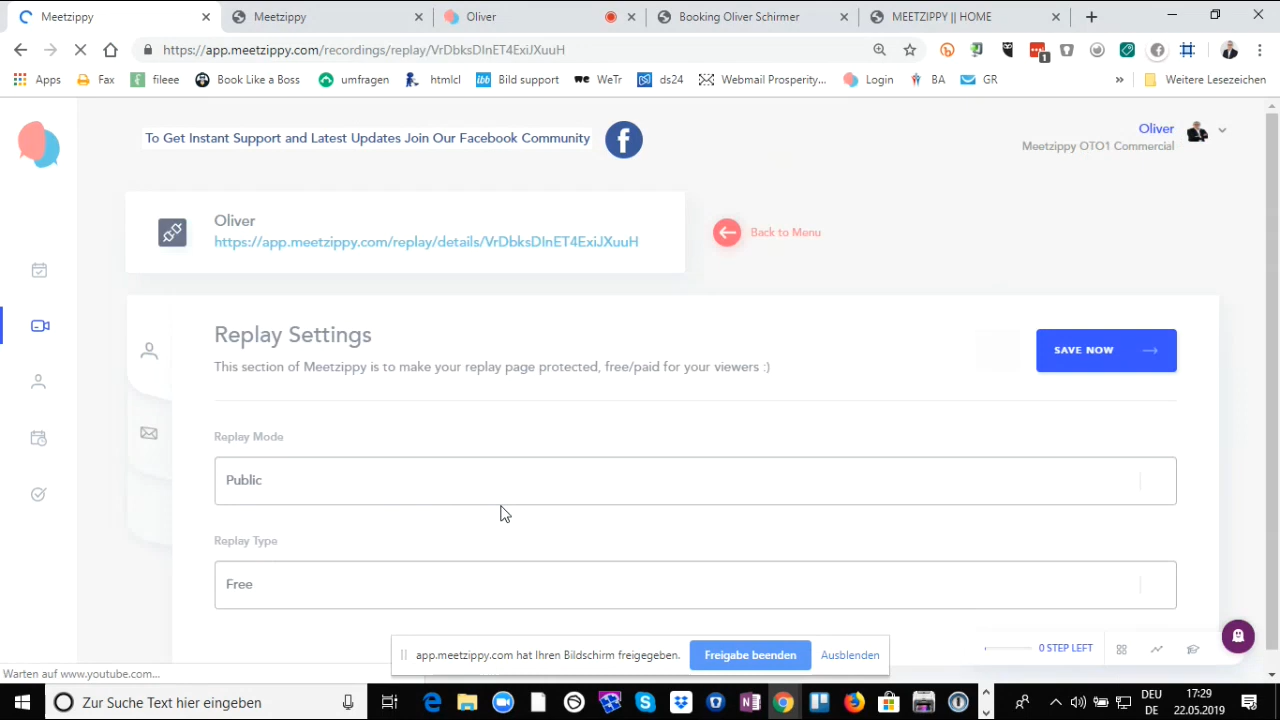 Meetzippy
Meetzippy
Oliver
Booking Oliver Schirmer
MEETZIPPY || HOME
https://app.meetzippy.com/recordings/replay/VrDbksDInET4ExiJXuuH
1
Apps
Fax
fileee
Book Like a Boss
umfragen
htmlcl
Bild support
WeTr
ds24
Webmail Prosperity...
Login
BA
GR
»
Weitere Lesezeichen
To Get Instant Support and Latest Updates Join Our Facebook Community
Oliver
Meetzippy OTO1 Commercial
Oliver
https://app.meetzippy.com/replay/details/VrDbksDInET4ExiJXuuH
Back to Menu
Replay Settings
SAVE NOW
This section of Meetzippy is to make your replay page protected, free/paid for your viewers :)
Replay Mode
Public
Replay Type
Free
app.meetzippy.com hat Ihren Bildschirm freigegeben.
Freigabe beenden
Ausblenden
0 STEP LEFT
Warten auf www.youtube.com...
Zur Suche Text hier eingeben
DEU
DE
17:29
22.05.2019